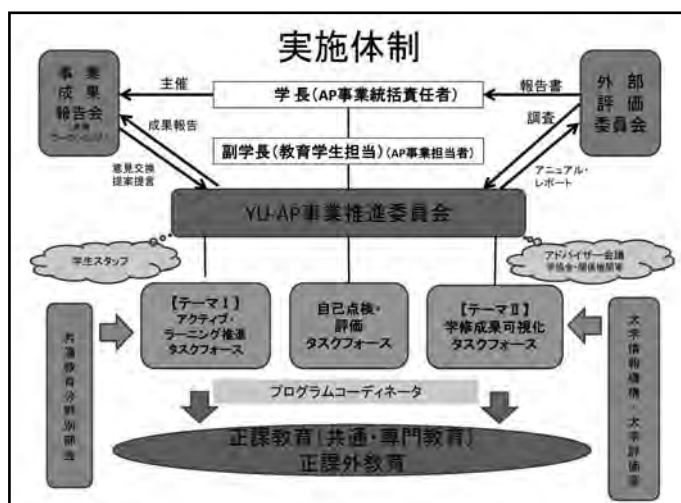 実施体制
事業
成果
報告会
主催
学長(AP事業統括責任者)
報告書
外部
評価
委員会
成果報告
調査
副学長(教育学生担当)(AP事業担当者)
意見交換
提案提言
アニュアル・
レポート
YU-AP事業推進委員会
学生スタッフ
アドバイザー会議
学協会・関係機関等
【テーマⅠ】
アクティブ・
ラーニング推進
タスクフォース
自己点検・
評価
タスクフォース
【テーマⅡ】
学修成果可視化
タスクフォース
共通教育分野別部会
大学情報機構・大学評価室
プログラムコーディネータ
正課教育(共通・専門教育)
正課外教育